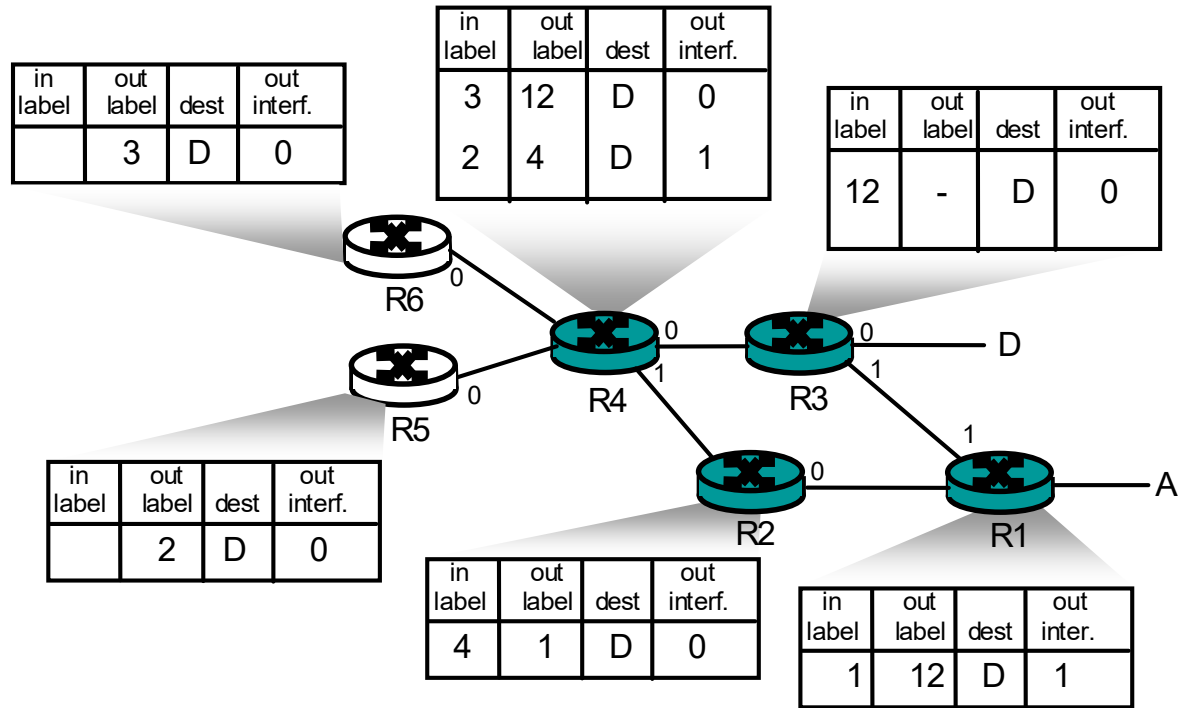 in label out label dest out interf.
3 D 0
in label out label dest out interf.
3 12 D 0
2 4 D 1
in label out label dest out interf.
12 - D 0
R6
0
R5
0
R4
0
1
R3
0
1
D
R2
0
R1
1
A
in label out label dest out interf.
2 D 0
in label out label dest out interf.
4 1 D 0
in label out label dest out inter.
1 12 D 1